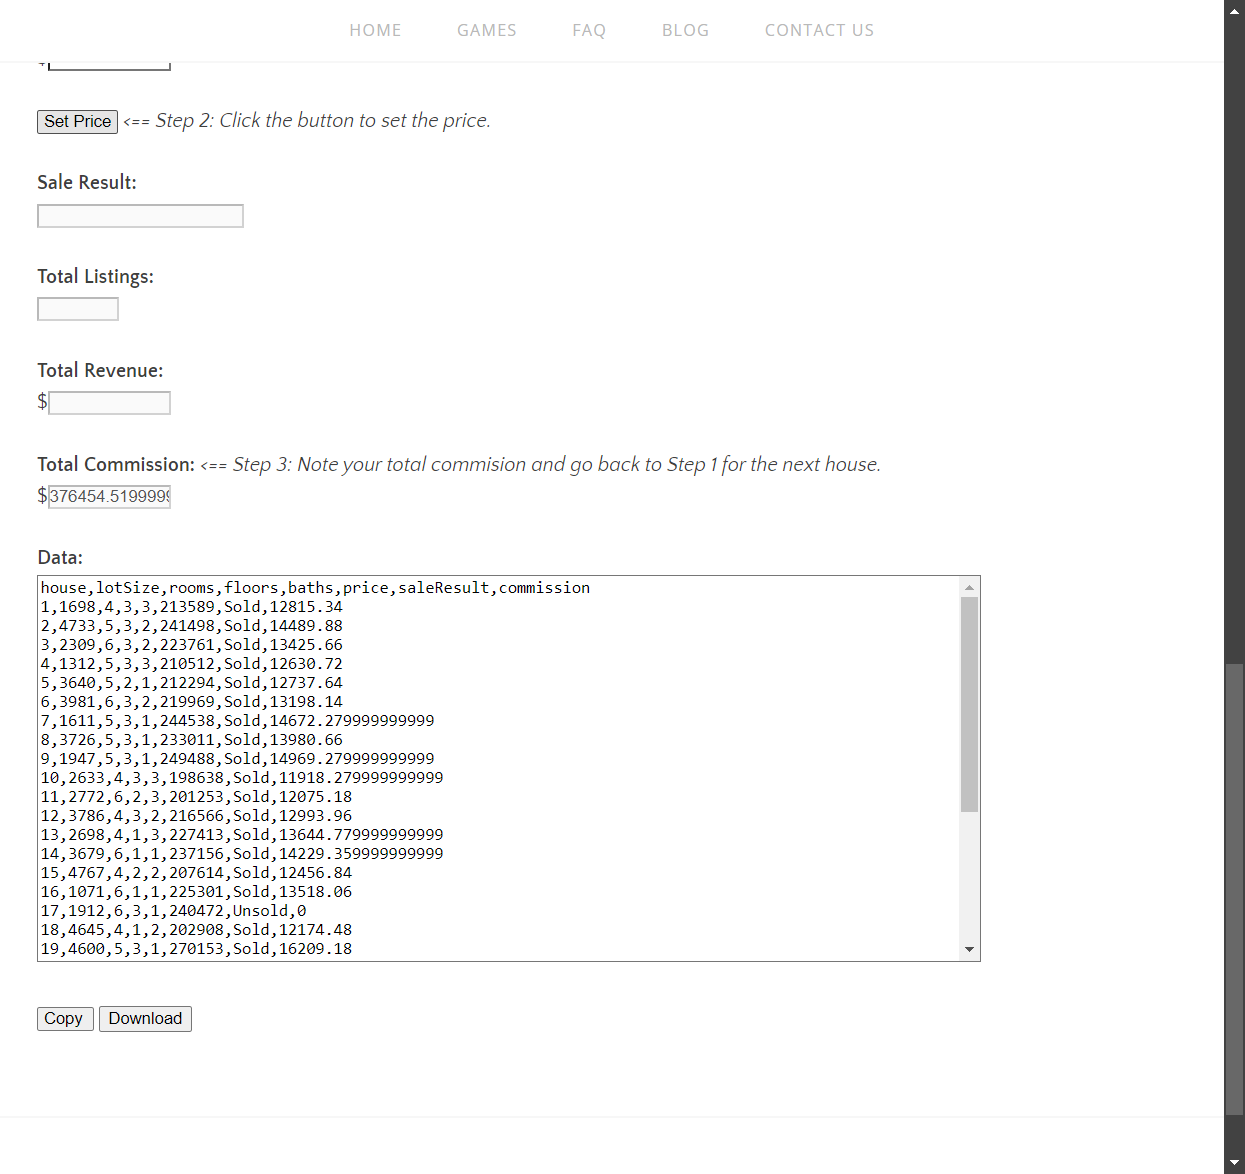 HOME GAMES FAQ BLOG CONTACT US
$
Set Price <== Step 2: Click the button to set the price.
Sale Result:
Total Listings:
Total Revenue:
$
Total Commission: <== Step 3: Note your total commision and go back to Step 1 for the next house.
$376454.5199999
Data:
house,lotSize,rooms,floors,baths,price,saleResult,commission
1,1698,4,3,3,213589,Sold,12815.34
2,4733,5,3,2,241498,Sold,14489.88
3,2309,6,3,2,223761,Sold,13425.66
4,1312,5,3,3,210512,Sold,12630.72
5,3640,5,2,1,212294,Sold,12737.64
6,3981,6,3,2,219969,Sold,13198.14
7,1611,5,3,1,244538,Sold,14672.279999999999
8,3726,5,3,1,233011,Sold,13980.66
9,1947,5,3,1,249488,Sold,14969.279999999999
10,2633,4,3,3,198638,Sold,11918.279999999999
11,2772,6,2,3,201253,Sold,12075.18
12,3786,4,3,2,216566,Sold,12993.96
13,2698,4,1,3,227413,Sold,13644.779999999999
14,3679,6,1,1,237156,Sold,14229.359999999999
15,4767,4,2,2,207614,Sold,12456.84
16,1071,6,1,1,225301,Sold,13518.06
17,1912,6,3,1,240472,Unsold,0
18,4645,4,1,2,202908,Sold,12174.48
19,4600,5,3,1,270153,Sold,16209.18
Copy Download